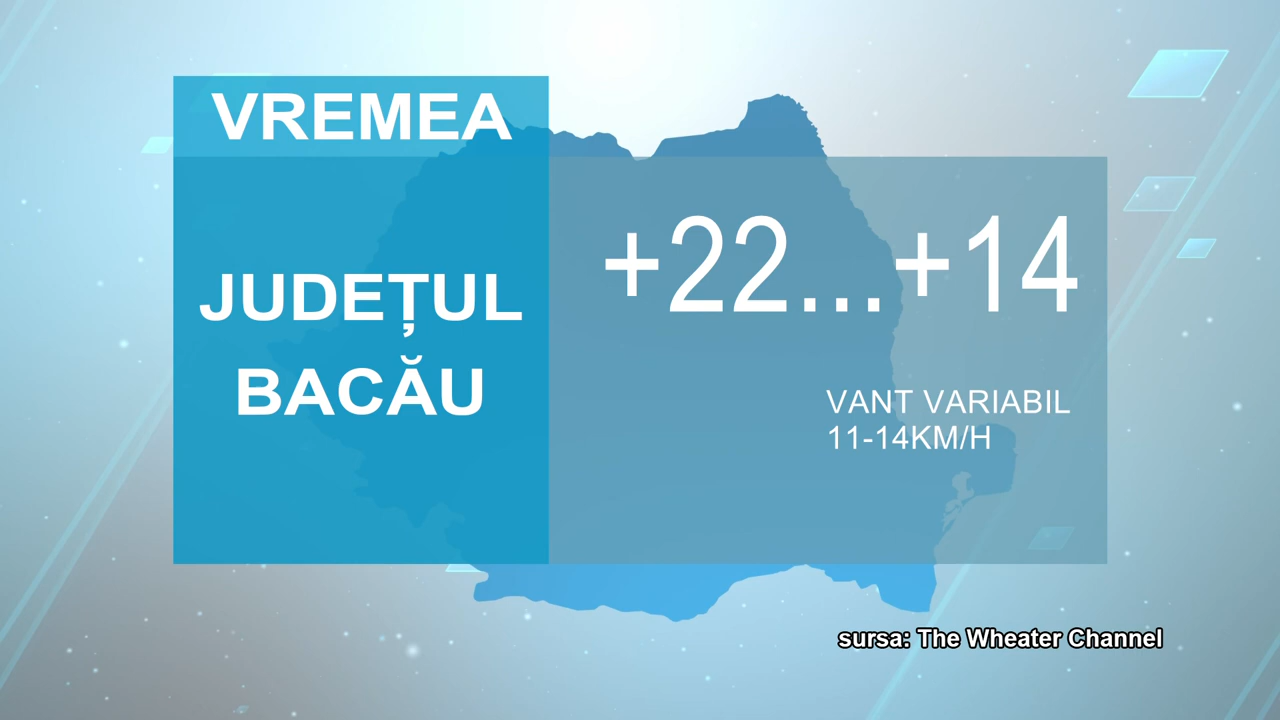 VREMEA
JUDEȚUL
BACĂU
+22...+14
VANT VARIABIL
11-14KM/H
sursa: The Wheater Channel